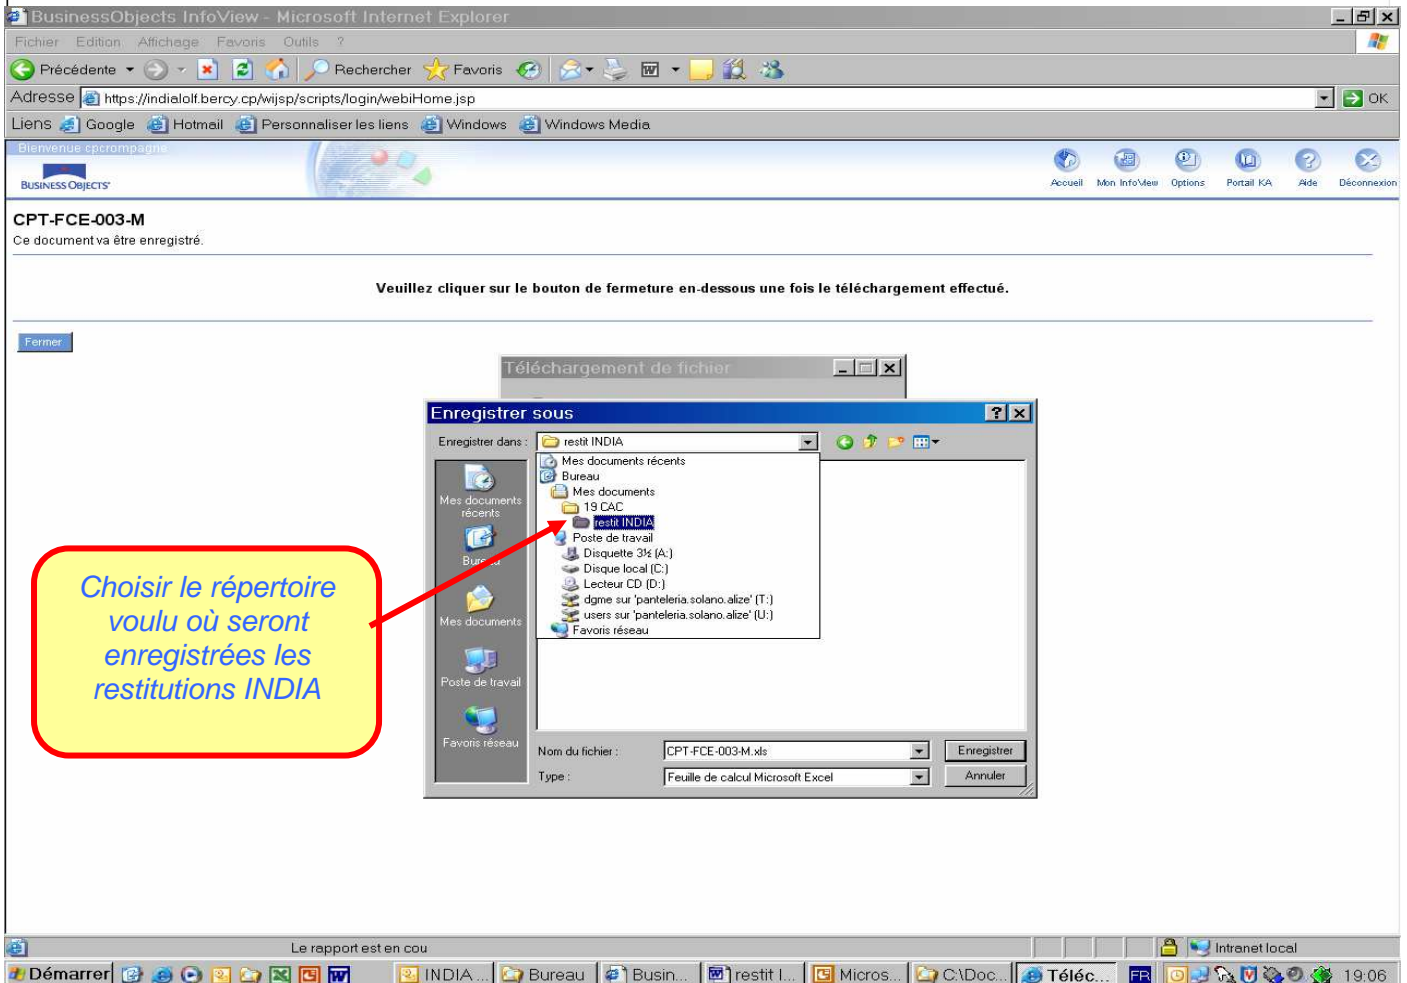 BusinessObjects InfoView - Microsoft Internet Explorer
Fichier Edition Affichage Favoris Outils ?
Précédente Rechercher Favoris
Adresse https://indialolf.bercy.cp/wijsp/scripts/login/webiHome.jsp OK
Liens Google Hotmail Personnaliser les liens Windows Windows Media
Bienvenue cpcrompagne
BUSINESS OBJECTS
Accueil Mon InfoView Options Portail KA Aide Déconnexion
CPT-FCE-003-M
Ce document va être enregistré.
Veuillez cliquer sur le bouton de fermeture en-dessous une fois le téléchargement effectué.
Fermer
Téléchargement de fichier
Enregistrer sous
Enregistrer dans : restit INDIA
Mes documents récents
Bureau
Mes documents
19 CAC
restit INDIA
Poste de travail
Disquette 3½ (A:)
Disque local (C:)
Lecteur CD (D:)
dgme sur 'panteleria.solano.alize' (T:)
users sur 'panteleria.solano.alize' (U:)
Favoris réseau
Mes documents
récents
Bureau
Mes documents
Poste de travail
Favoris réseau
Nom du fichier : CPT-FCE-003-M.xls Enregistrer
Type : Feuille de calcul Microsoft Excel Annuler
Choisir le répertoire
voulu où seront
enregistrées les
restitutions INDIA
Le rapport est en cou
Intranet local
Démarrer INDIA ... Bureau Busin... restit I... Micros... C:\Doc... Téléc... FR 19:06